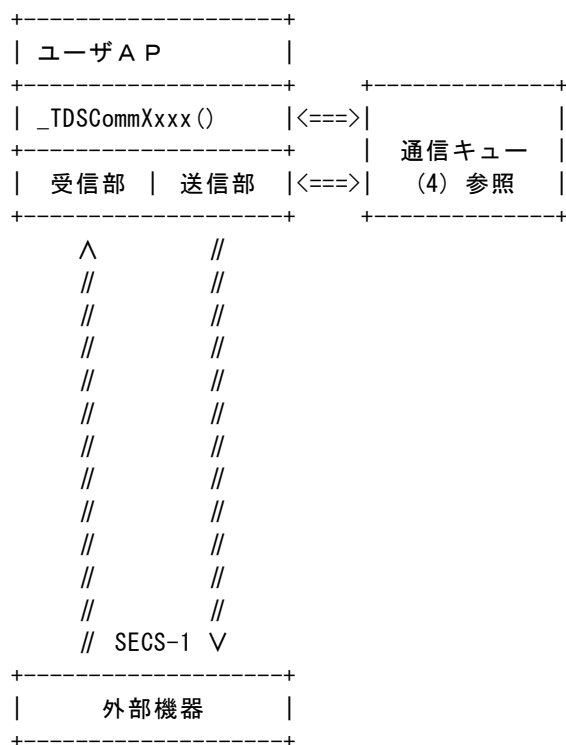 +--------------------+
| ユーザＡＰ |
+--------------------+ +--------------+
| _TDSCommXxxx() |<===>| |
+--------------------+ | 通信キュー |
| 受信部 | 送信部 |<===>| (4) 参照 |
+--------------------+ +--------------+
∧ //
// //
// //
// //
// //
// //
// //
// //
// //
// //
// //
// //
// SECS-1 ∨
+--------------------+
| 外部機器 |
+--------------------+